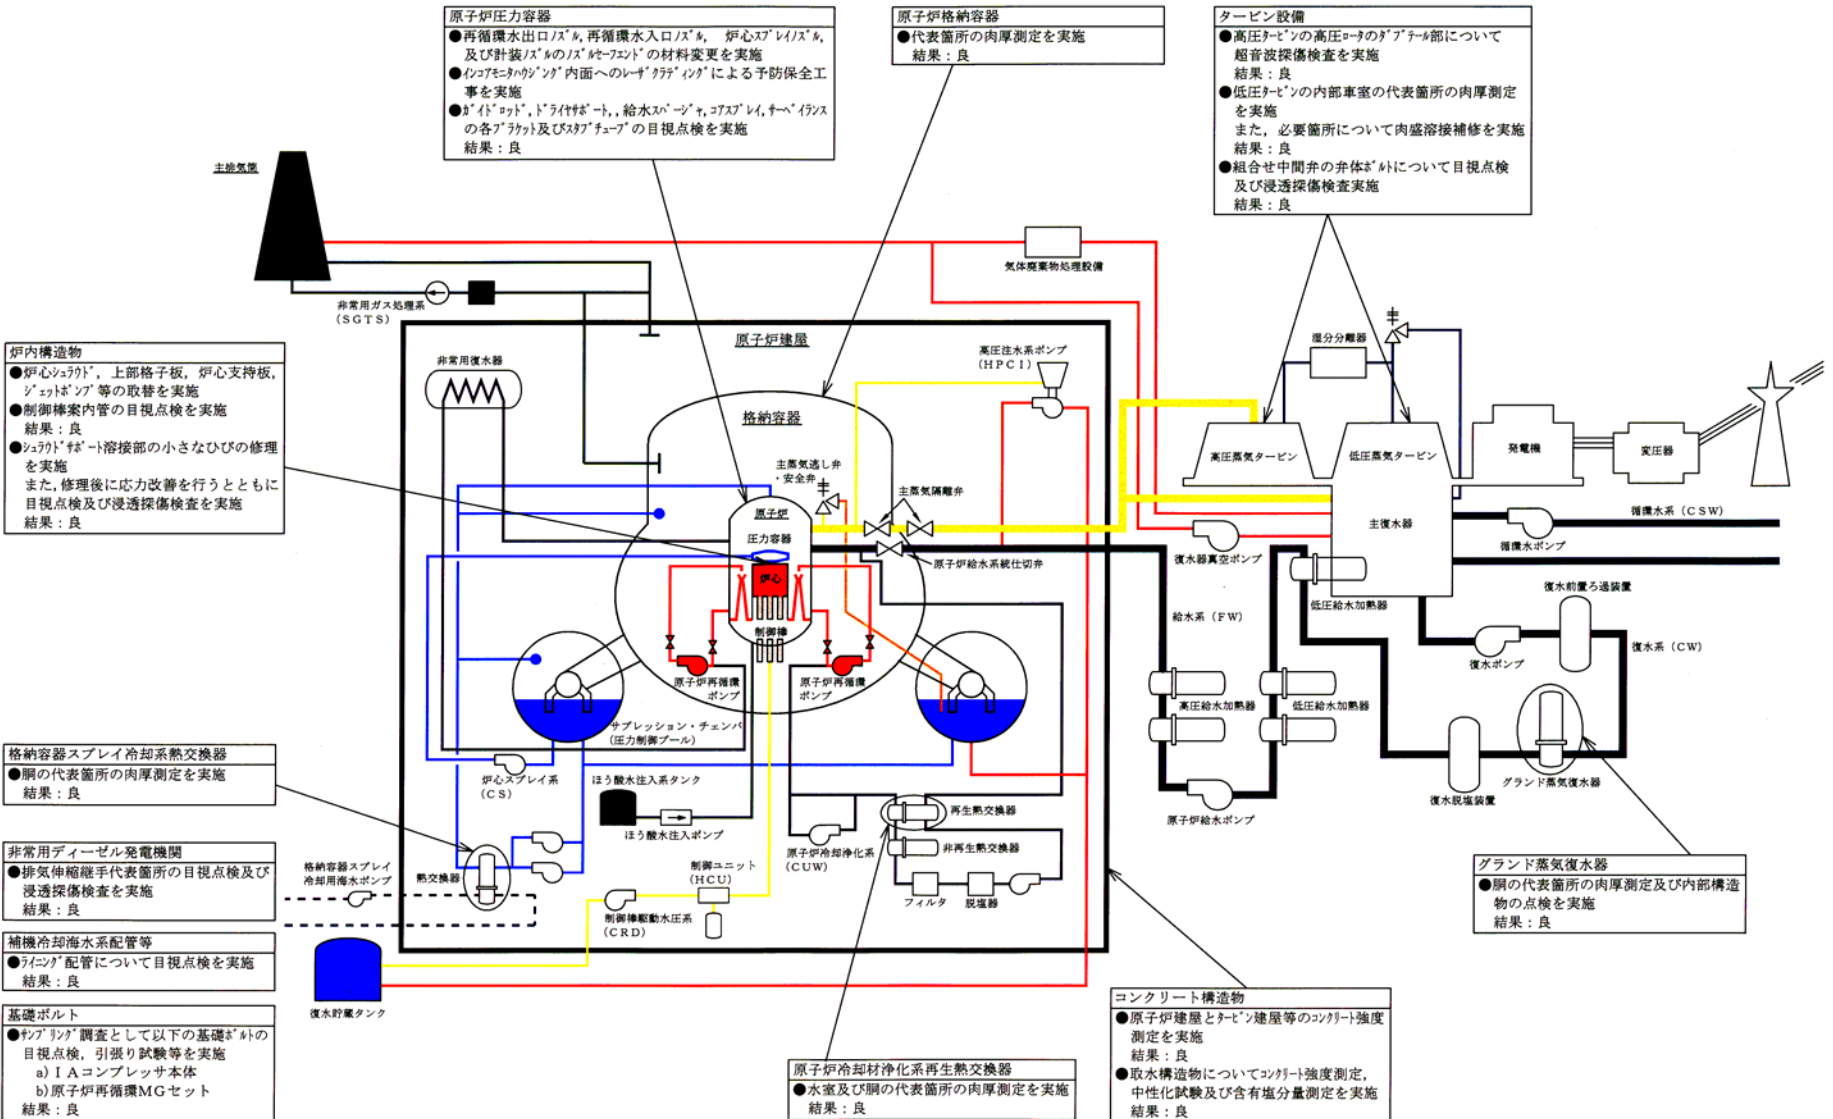 原子炉圧力容器
●再循環水出口ノズル,再循環水入口ノズル, 炉心スプレイノズル,
及び計装ノズルのノズルセーフエンドの材料変更を実施
●インコアモニタハウジング内面へのレーザクラディングによる予防保全工
事を実施
●ガイドロッド,ドライヤサポート,,給水スパージャ,コアスプレイ,サーベイランス
の各ブラケット及びスタブチューブの目視点検を実施
結果:良
原子炉格納容器
●代表箇所の肉厚測定を実施
結果:良
タービン設備
●高圧タービンの高圧ロータのダブテール部について
超音波探傷検査を実施
結果:良
●低圧タービンの内部車室の代表箇所の肉厚測定
を実施
また,必要箇所について肉盛溶接補修を実施
結果:良
●組合せ中間弁の弁体ボルトについて目視点検
及び浸透探傷検査実施
結果:良
主排気筒
気体廃棄物処理設備
非常用ガス処理系
(SGTS)
原子炉建屋
炉内構造物
●炉心シュラウド,上部格子板,炉心支持板,
ジェットポンプ等の取替を実施
●制御棒案内管の目視点検を実施
結果:良
●シュラウドサポート溶接部の小さなひびの修理
を実施
また,修理後に応力改善を行うとともに
目視点検及び浸透探傷検査を実施
結果:良
非常用復水器
高圧注水系ポンプ
(HPCI)
湿分分離器
格納容器
高圧蒸気タービン
低圧蒸気タービン
発電機
変圧器
主蒸気逃し弁
・安全弁
主蒸気隔離弁
原子炉
圧力容器
主復水器
循環水系(CSW)
循環水ポンプ
復水器真空ポンプ
原子炉給水系統仕切弁
炉心
制御棒
低圧給水加熱器
復水前置ろ過装置
給水系(FW)
復水ポンプ
復水系(CW)
原子炉再循環
ポンプ
原子炉再循環
ポンプ
高圧給水加熱器
低圧給水加熱器
サプレッション・チェンバ
(圧力制御プール)
格納容器スプレイ冷却系熱交換器
●胴の代表箇所の肉厚測定を実施
結果:良
炉心スプレイ系
(CS)
ほう酸水注入系タンク
ほう酸水注入ポンプ
再生熱交換器
原子炉冷却浄化系
(CUW)
非再生熱交換器
フィルタ
脱塩器
原子炉給水ポンプ
復水脱塩装置
グランド蒸気復水器
非常用ディーゼル発電機関
●排気伸縮継手代表箇所の目視点検及び
浸透探傷検査を実施
結果:良
格納容器スプレイ
冷却用海水ポンプ
熱交換器
制御ユニット
(HCU)
制御棒駆動水圧系
(CRD)
グランド蒸気復水器
●胴の代表箇所の肉厚測定及び内部構造
物の点検を実施
結果:良
補機冷却海水系配管等
●ライニング配管について目視点検を実施
結果:良
復水貯蔵タンク
基礎ボルト
●サンプリング調査として以下の基礎ボルトの
目視点検,引張り試験等を実施
a)IAコンプレッサ本体
b)原子炉再循環MGセット
結果:良
原子炉冷却材浄化系再生熱交換器
●水室及び胴の代表箇所の肉厚測定を実施
結果:良
コンクリート構造物
●原子炉建屋とタービン建屋等のコンクリート強度
測定を実施
結果:良
●取水構造物についてコンクリート強度測定,
中性化試験及び含有塩分量測定を実施
結果:良